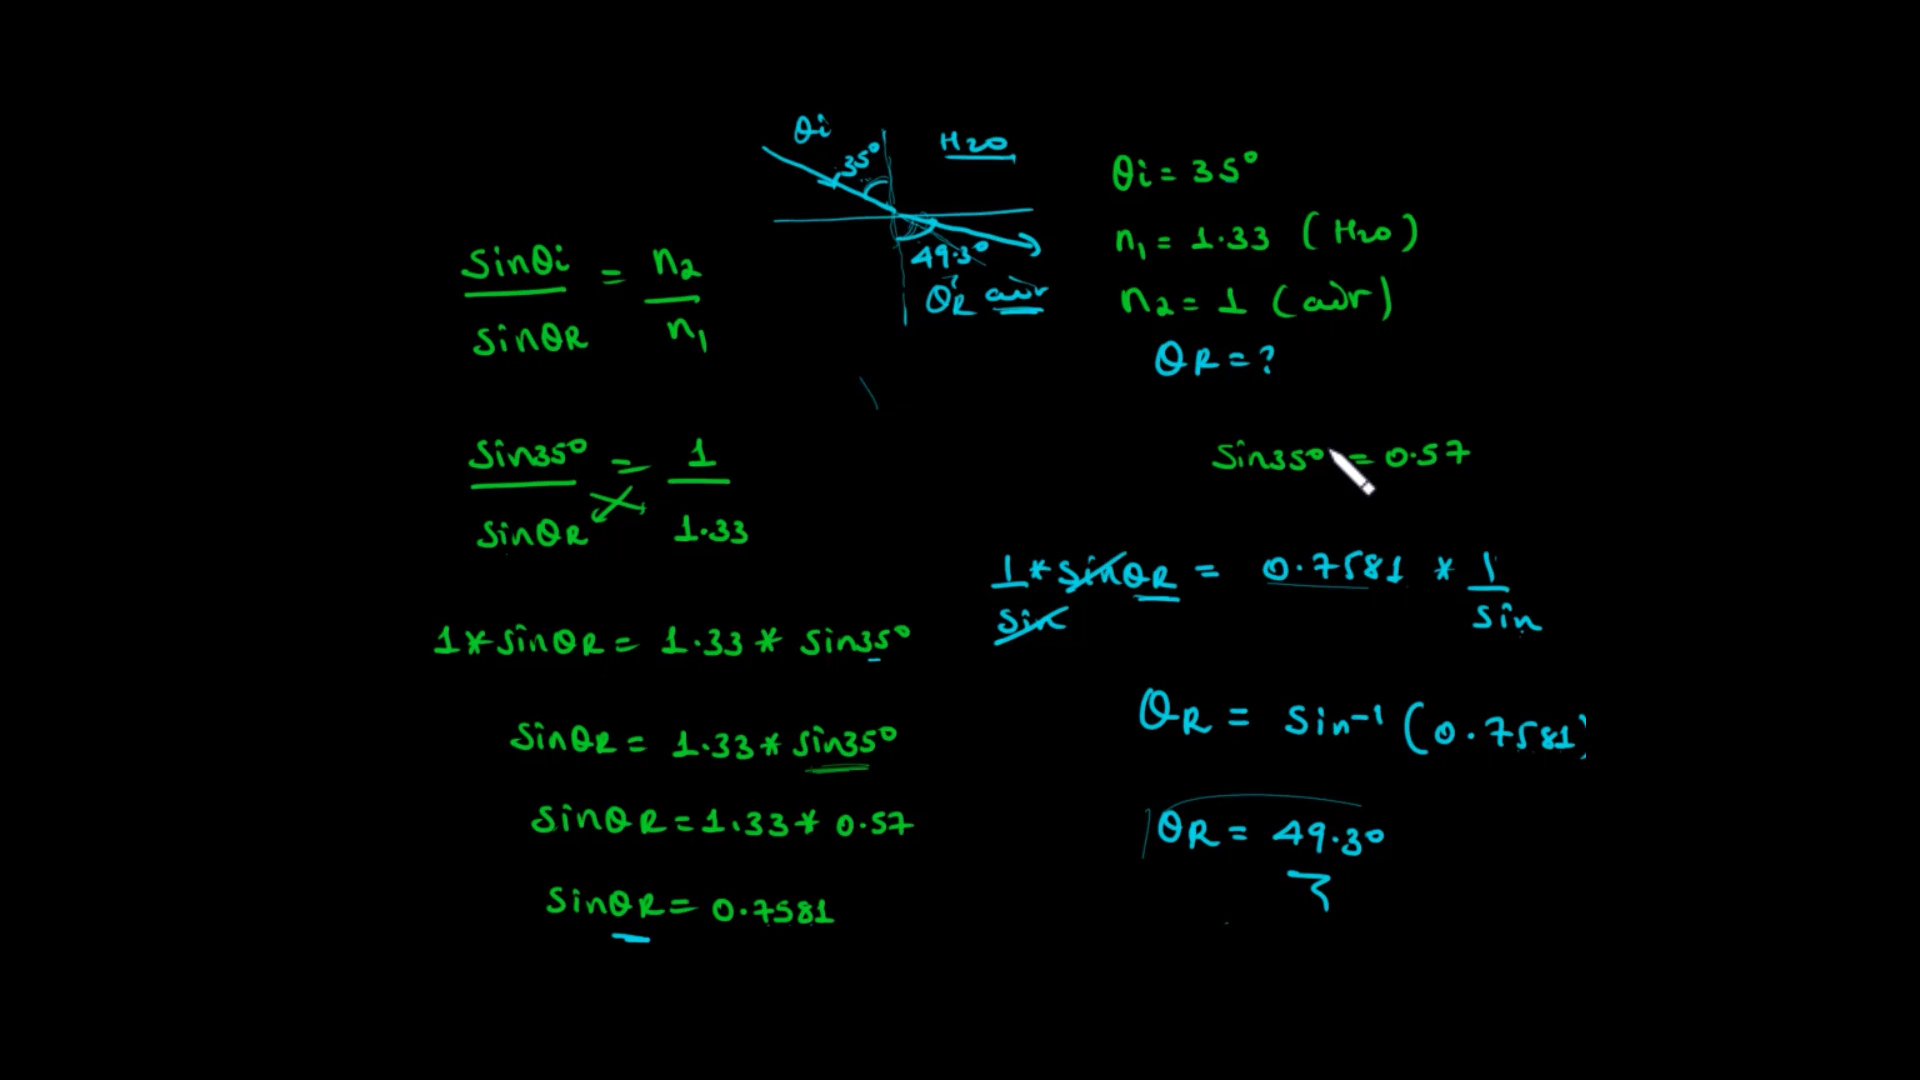 θi
35°
H20
49.3°
θR air
θi = 35°
n1 = 1.33 (H20)
n2 = 1 (air)
θR = ?
sinθi / sinθR = n2 / n1
sin35° / sinθR = 1 / 1.33
1*sinθR = 1.33 * sin35°
sinθR = 1.33 * sin35°
sinθR = 1.33 * 0.57
sinθR = 0.7581
sin35° = 0.57
1/sin * sinθR = 0.7581 * 1/sin
θR = sin-1 (0.7581)
θR = 49.3°